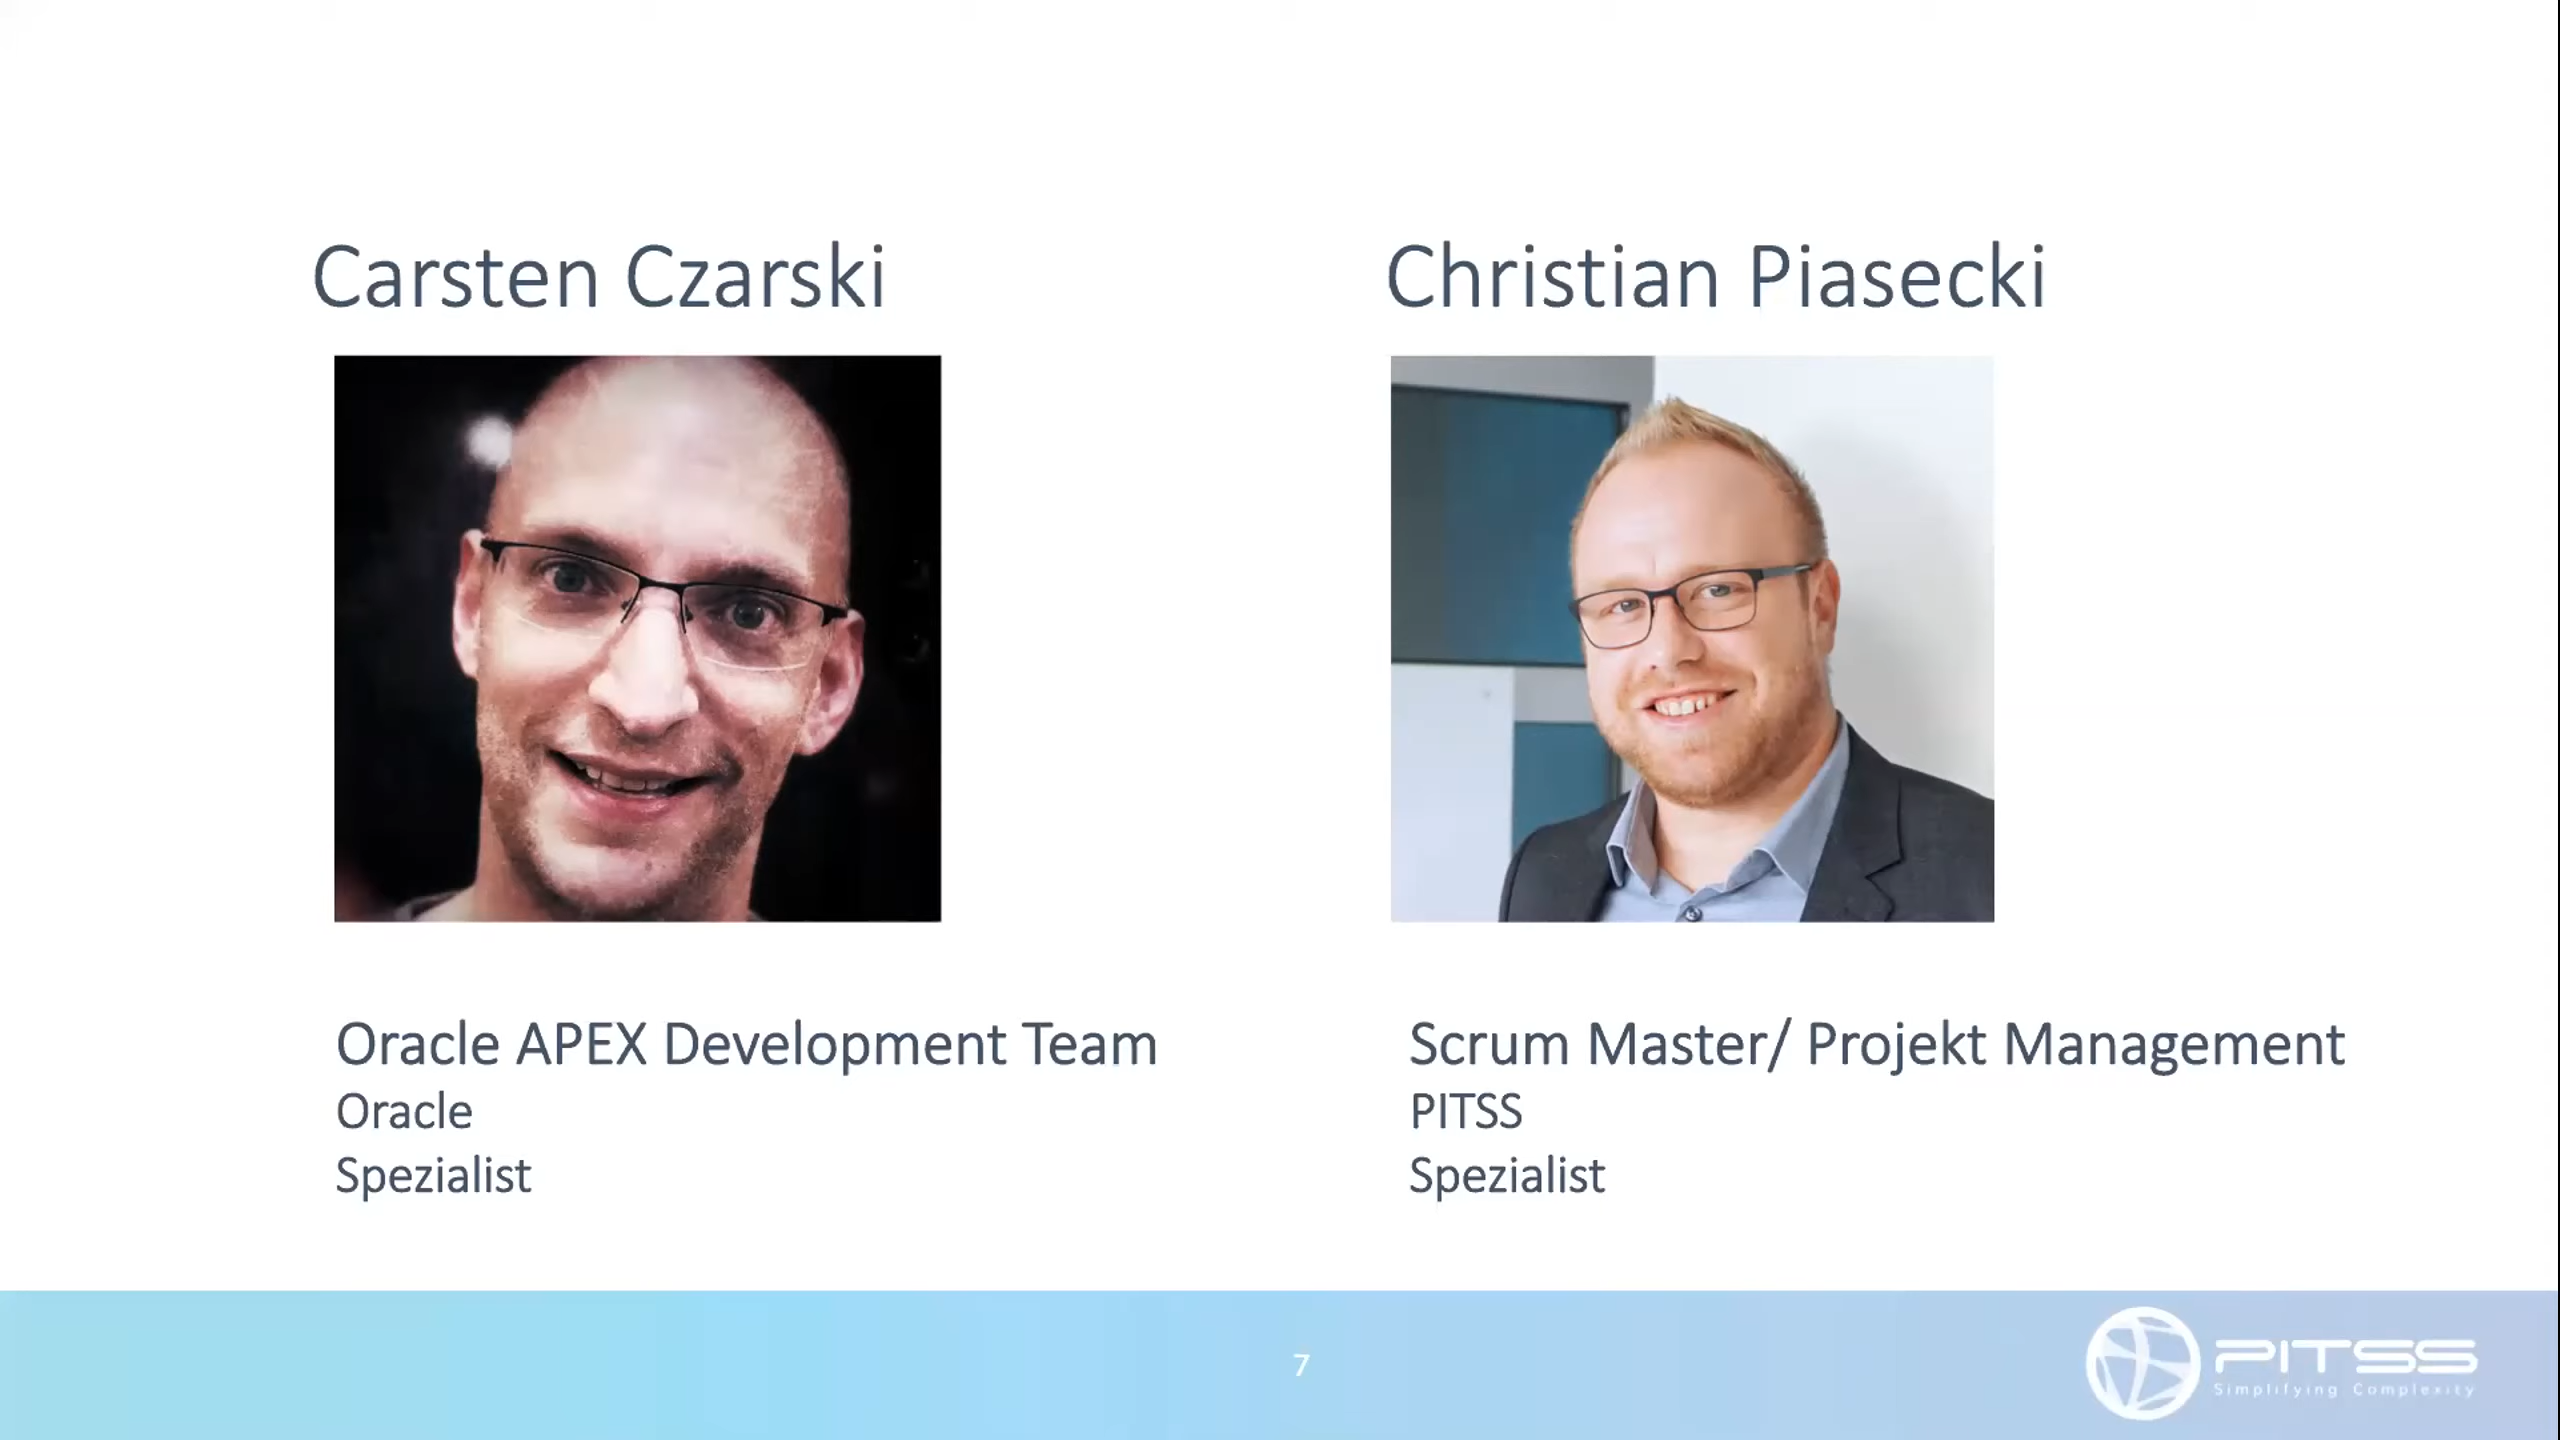 Carsten Czarski
Oracle APEX Development Team
Oracle
Spezialist
Christian Piasecki
Scrum Master/ Projekt Management
PITSS
Spezialist
7
PITSS
Simplifying Complexity